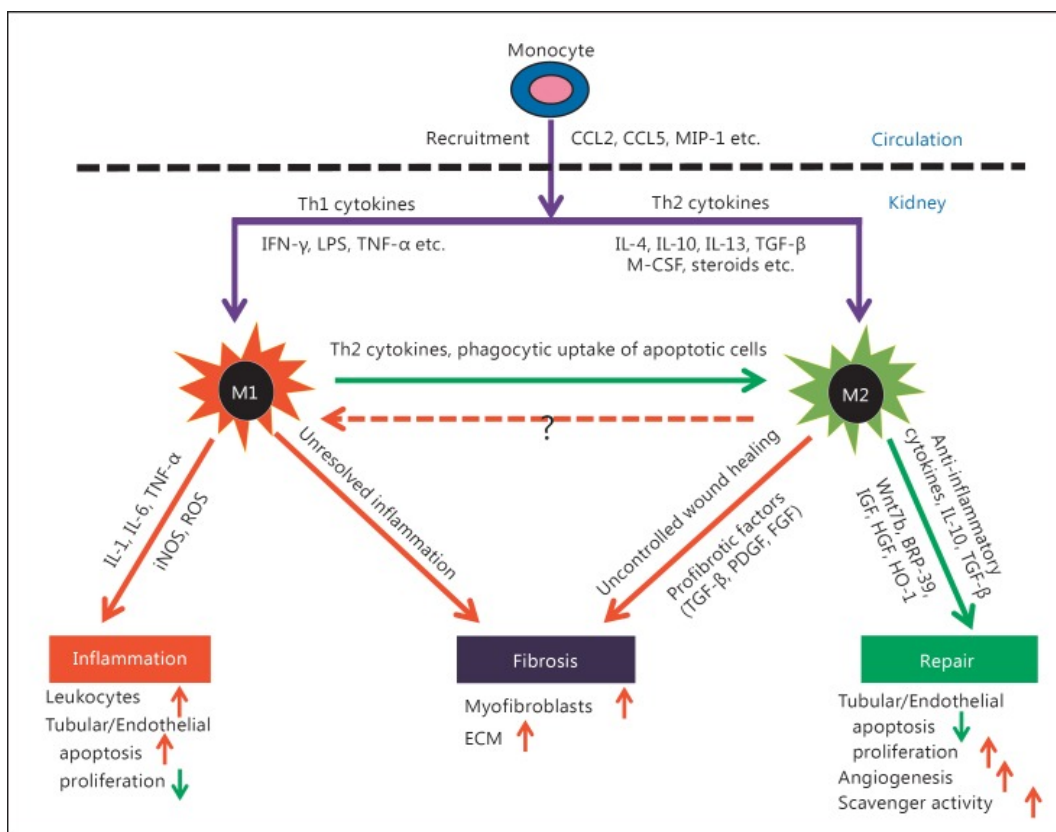 Monocyte
Recruitment
CCL2, CCL5, MIP-1 etc.
Circulation
Th1 cytokines
Th2 cytokines
Kidney
IFN-γ, LPS, TNF-α etc.
IL-4, IL-10, IL-13, TGF-β
M-CSF, steroids etc.
Th2 cytokines, phagocytic uptake of apoptotic cells
M1
M2
?
IL-1, IL-6, TNF-α
iNOS, ROS
Unresolved inflammation
Uncontrolled wound healing
Profibrotic factors
(TGF-β, PDGF, FGF)
Anti-inflammatory
cytokines, IL-10, TGF-β
Wnt7b, BRP-39,
IGF, HGF, HO-1
Inflammation
Leukocytes
Tubular/Endothelial
apoptosis
proliferation
Fibrosis
Myofibroblasts
ECM
Repair
Tubular/Endothelial
apoptosis
proliferation
Angiogenesis
Scavenger activity